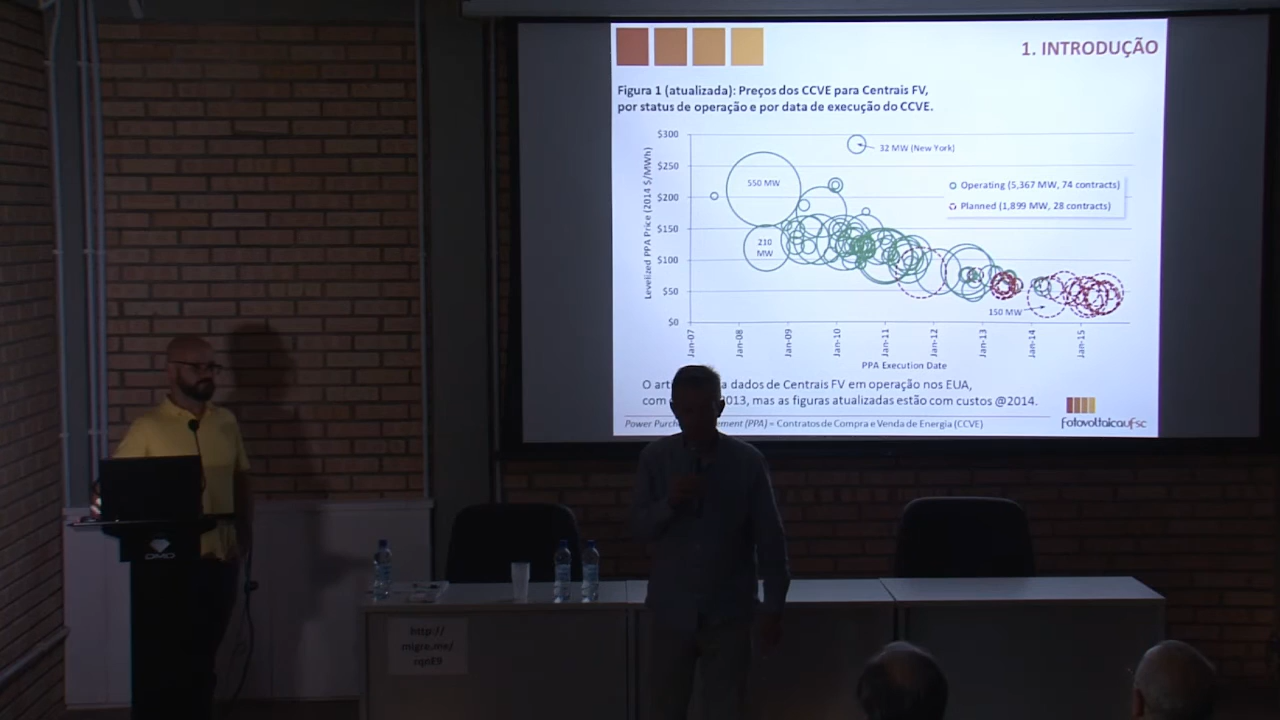 1. INTRODUÇÃO
Figura 1 (atualizada): Preços dos CCVE para Centrais FV,
por status de operação e por data de execução do CCVE.
Levelized PPA Price (2014 $/MWh)
$300
$250
$200
$150
$100
$50
$0
32 MW (New York)
550 MW
Operating (5,367 MW, 74 contracts)
Planned (1,899 MW, 28 contracts)
210
MW
150 MW
Jan-07
Jan-08
Jan-09
Jan-10
Jan-11
Jan-12
Jan-13
Jan-14
Jan-15
PPA Execution Date
O a dados de Centrais FV em operação nos EUA,
com 2013, mas as figuras atualizadas estão com custos @2014.
Power ement (PPA) = Contratos de Compra e Venda de Energia (CCVE)
fotovoltaicaufsc
http://
migre.me/